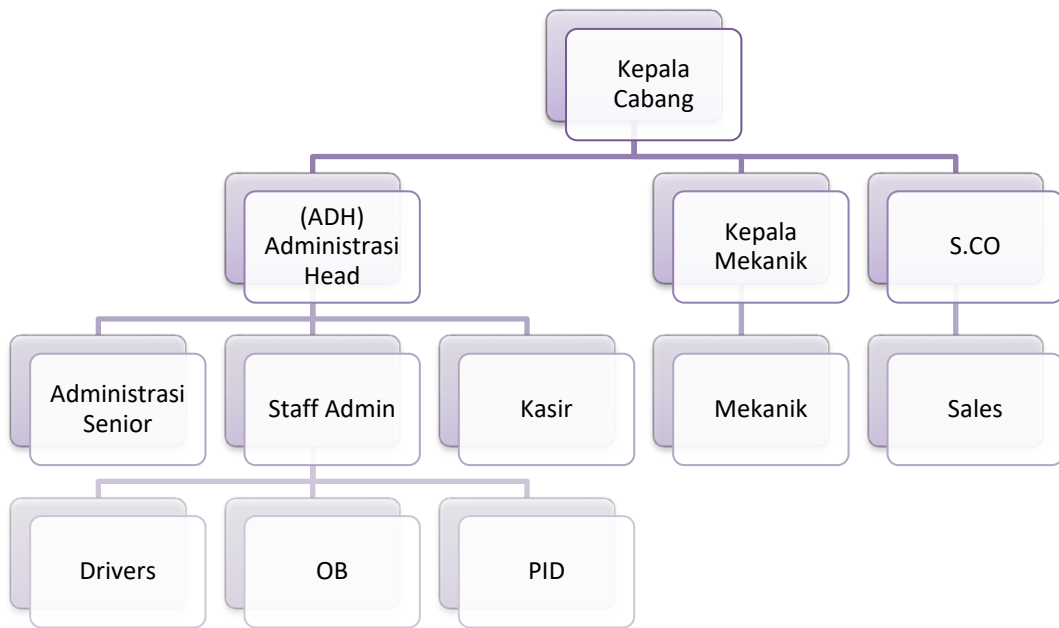 Kepala
Cabang
(ADH)
Administrasi
Head
Kepala
Mekanik
S.CO
Administrasi
Senior
Staff Admin
Kasir
Mekanik
Sales
Drivers
OB
PID